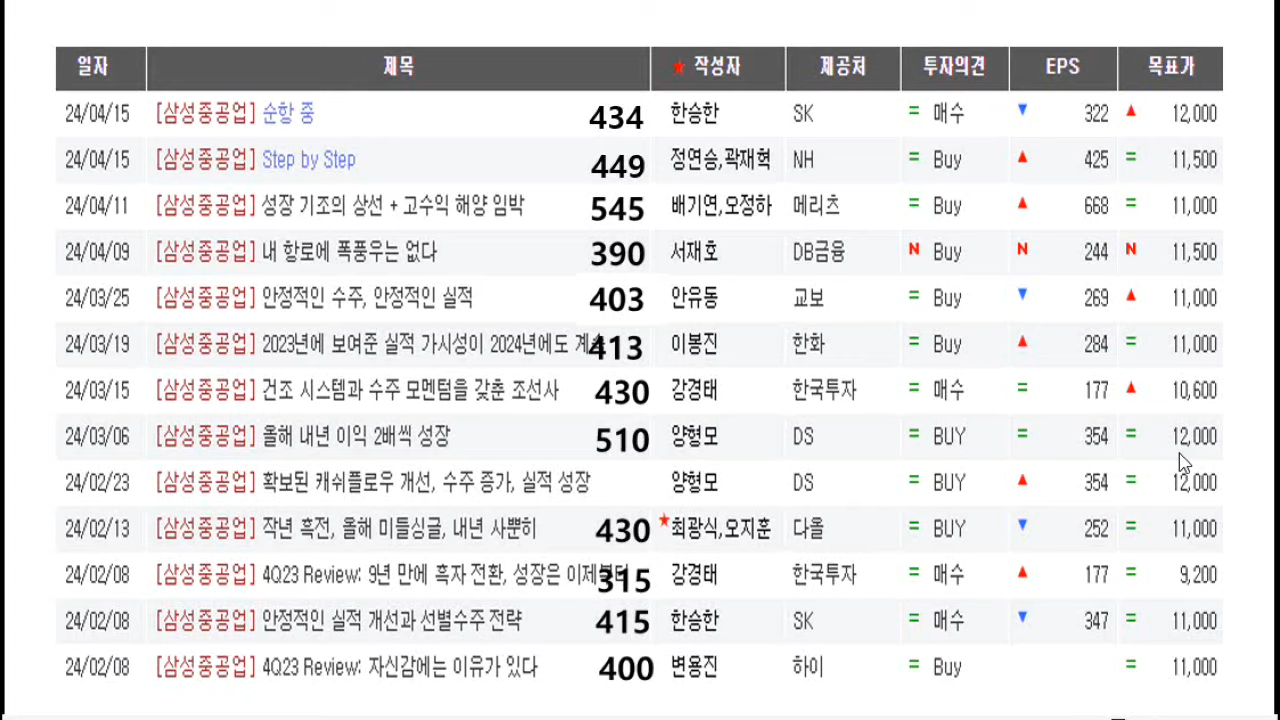 일자 제목 ★ 작성자 제공처 투자의견 EPS 목표가
24/04/15 [삼성중공업] 순항 중 434 한승한 SK = 매수 ▼ 322 ▲ 12,000
24/04/15 [삼성중공업] Step by Step 449 정연승,곽재혁 NH = Buy ▲ 425 = 11,500
24/04/11 [삼성중공업] 성장 기조의 상선 + 고수익 해양 임박 545 배기연,오정하 메리츠 = Buy ▲ 668 = 11,000
24/04/09 [삼성중공업] 내 항로에 폭풍우는 없다 390 서재호 DB금융 N Buy N 244 N 11,500
24/03/25 [삼성중공업] 안정적인 수주, 안정적인 실적 403 안유동 교보 = Buy ▼ 269 ▲ 11,000
24/03/19 [삼성중공업] 2023년에 보여준 실적 가시성이 2024년에도 413 이봉진 한화 = Buy ▲ 284 = 11,000
24/03/15 [삼성중공업] 건조 시스템과 수주 모멘텀을 갖춘 조선사 430 강경태 한국투자 = 매수 = 177 ▲ 10,600
24/03/06 [삼성중공업] 올해 내년 이익 2배씩 성장 510 양형모 DS = BUY = 354 = 12,000
24/02/23 [삼성중공업] 확보된 캐쉬플로우 개선, 수주 증가, 실적 성장 양형모 DS = BUY ▲ 354 = 12,000
24/02/13 [삼성중공업] 작년 흑전, 올해 미들싱글, 내년 사뿐히 430 ★최광식,오지훈 다올 = BUY ▼ 252 = 11,000
24/02/08 [삼성중공업] 4Q23 Review: 9년 만에 흑자 전환, 성장은 315 강경태 한국투자 = 매수 ▲ 177 = 9,200
24/02/08 [삼성중공업] 안정적인 실적 개선과 선별수주 전략 415 한승한 SK = 매수 ▼ 347 = 11,000
24/02/08 [삼성중공업] 4Q23 Review: 자신감에는 이유가 있다 400 변용진 하이 = Buy = 11,000